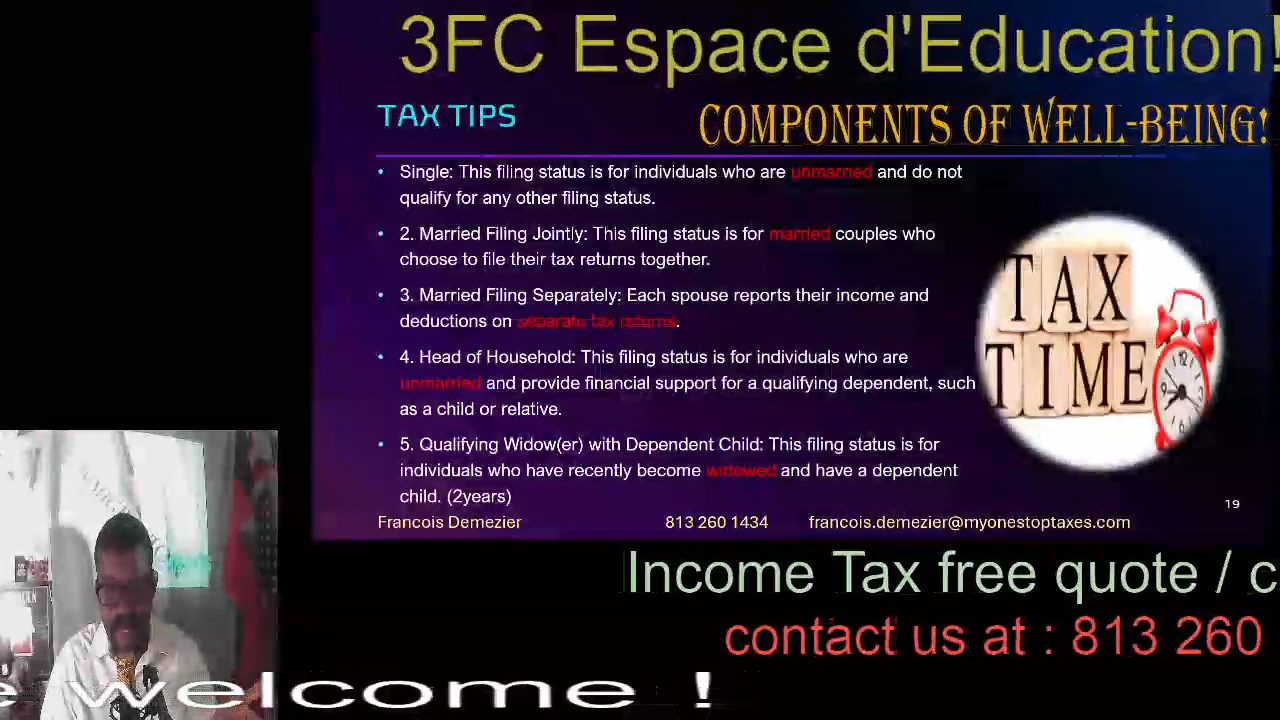 3FC Espace d'Education!
TAX TIPS
COMPONENTS OF WELL-BEING!
• Single: This filing status is for individuals who are unmarried and do not
qualify for any other filing status.
• 2. Married Filing Jointly: This filing status is for married couples who
choose to file their tax returns together.
• 3. Married Filing Separately: Each spouse reports their income and
deductions on separate tax returns.
• 4. Head of Household: This filing status is for individuals who are
unmarried and provide financial support for a qualifying dependent, such
as a child or relative.
• 5. Qualifying Widow(er) with Dependent Child: This filing status is for
individuals who have recently become widowed and have a dependent
child. (2years)
TAX
TIME
19
Francois Demezier 813 260 1434 francois.demezier@myonestoptaxes.com
Income Tax free quote / c
contact us at : 813 260
e welcome !